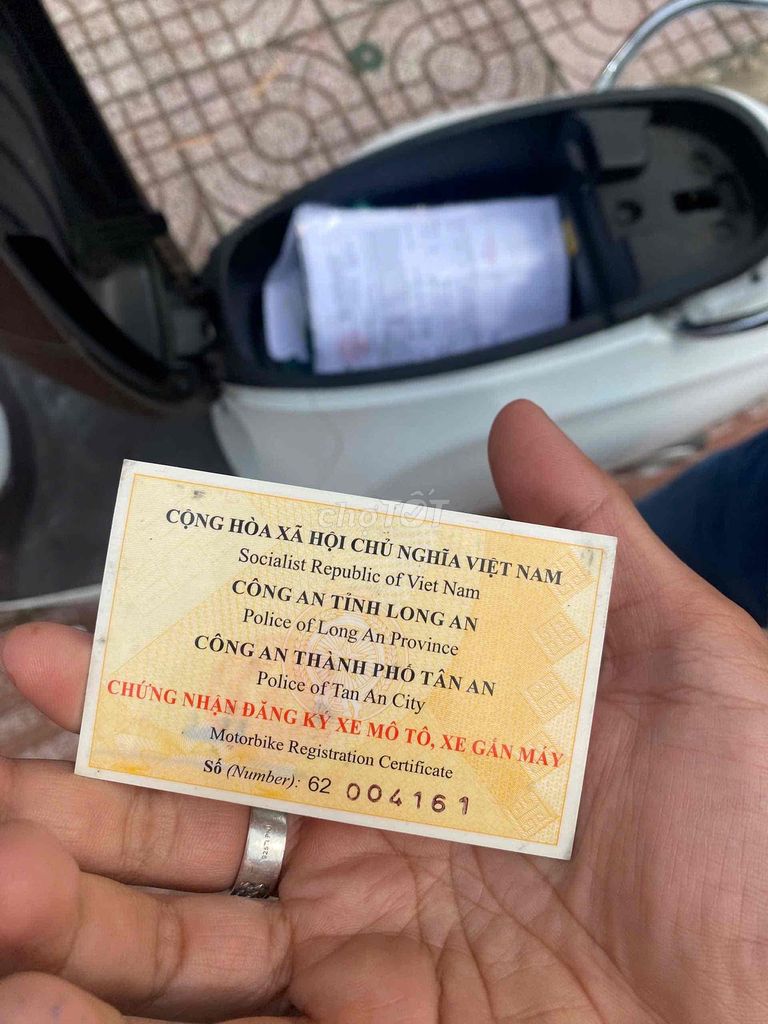 chợTỐT
CỘNG HÒA XÃ HỘI CHỦ NGHĨA VIỆT NAM
Socialist Republic of Viet Nam
CÔNG AN TỈNH LONG AN
Police of Long An Province
CÔNG AN THÀNH PHỐ TÂN AN
Police of Tan An City
CHỨNG NHẬN ĐĂNG KÝ XE MÔ TÔ, XE GẮN MÁY
Motorbike Registration Certificate
Số (Number): 62 004161